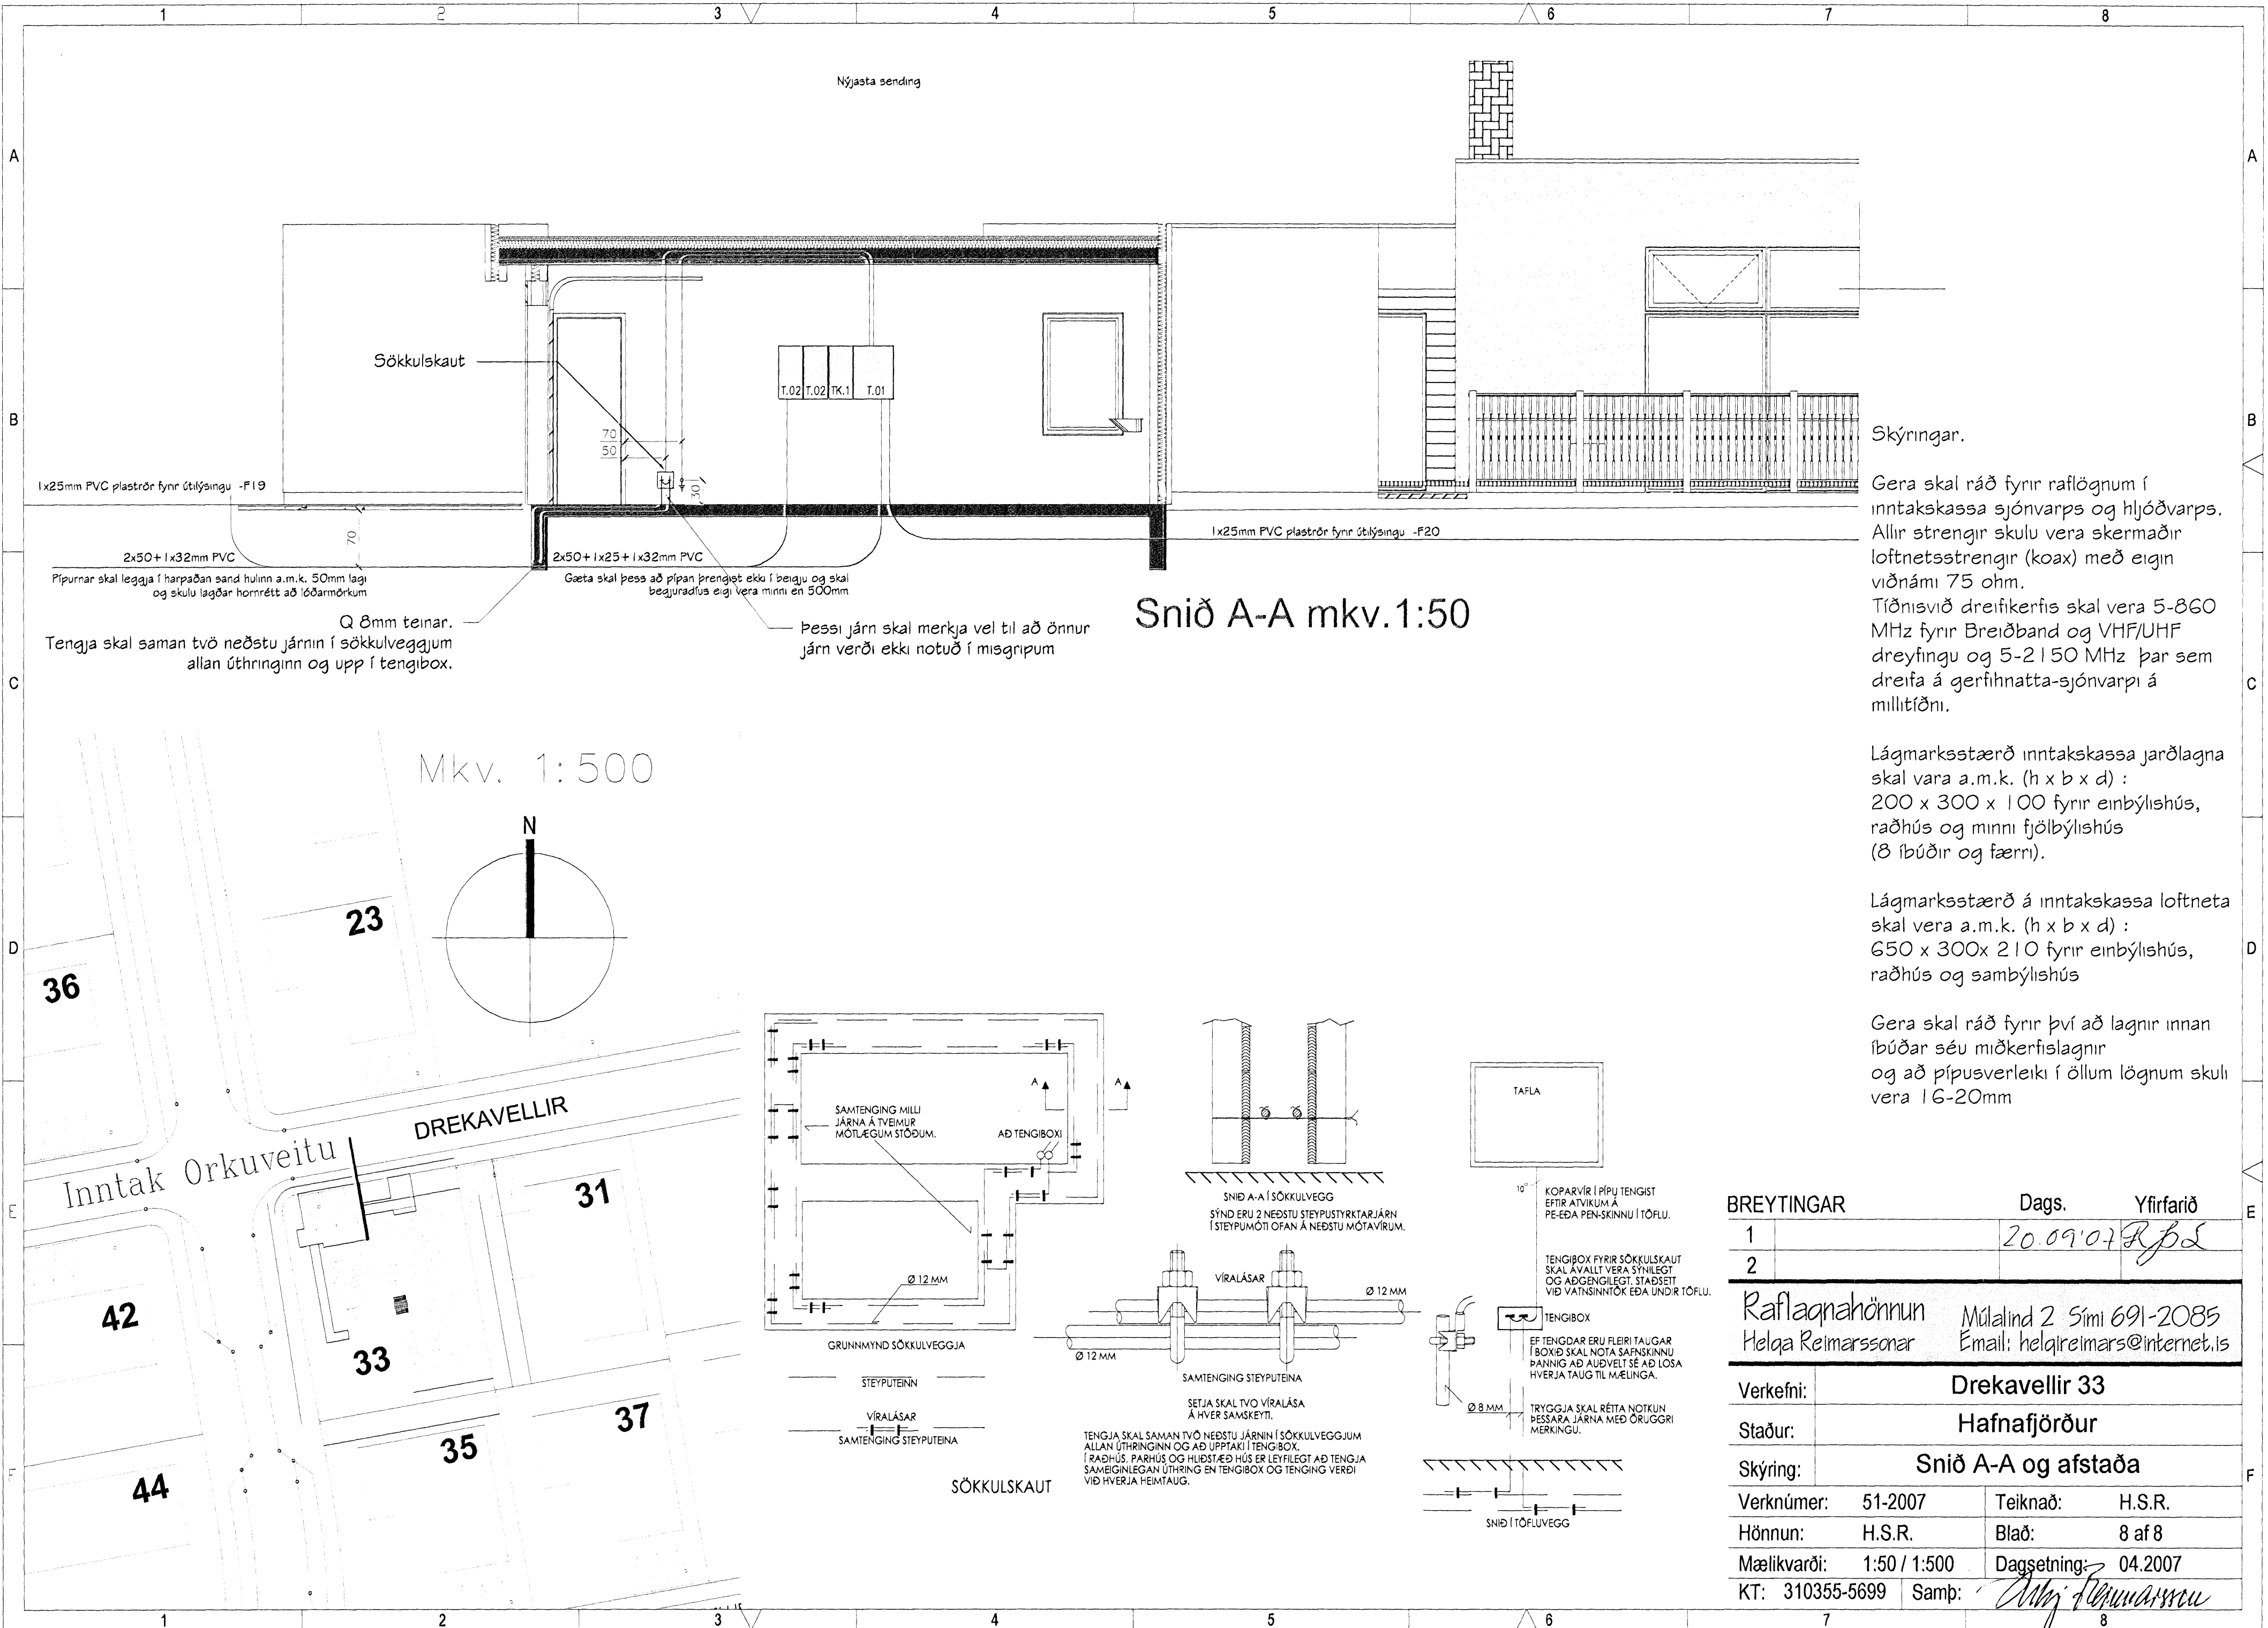 1 2 3 4 5 6 7 8
A
B
C
D
E
F
Nýjasta sending
Sökkulskaut
T.02 T.02 TK.1 T.01
70
50
30
1x25mm PVC plaströr fyrir útilýsingu -F19
70
2x50+1x32mm PVC
Pípurnar skal leggja í harpaðan sand hulinn a.m.k. 50mm lagi
og skulu lagðar hornrétt að lóðarmörkum
2x50+1x25+1x32mm PVC
Gæta skal þess að pípan þrengist ekki í beigju og skal
begjuradíus eigi vera minni en 500mm
1x25mm PVC plaströr fyrir útilýsingu -F20
Q 8mm teinar.
Tengja skal saman tvö neðstu járnin í sökkulveggjum
allan úthringinn og upp í tengibox.
Þessi járn skal merkja vel til að önnur
járn verði ekki notuð í misgripum
Snið A-A mkv.1:50
Skýringar.
Gera skal ráð fyrir raflögnum í
inntakskassa sjónvarps og hljóðvarps.
Allir strengir skulu vera skermaðir
loftnetsstrengir (koax) með eigin
viðnámi 75 ohm.
Tíðnisvið dreifikerfis skal vera 5-860
MHz fyrir Breiðband og VHF/UHF
dreyfingu og 5-2150 MHz þar sem
dreifa á gerfihnatta-sjónvarpi á
millitíðni.
Lágmarksstærð inntakskassa jarðlagna
skal vara a.m.k. (h x b x d) :
200 x 300 x 100 fyrir einbýlishús,
raðhús og minni fjölbýlishús
(8 íbúðir og færri).
Lágmarksstærð á inntakskassa loftneta
skal vera a.m.k. (h x b x d) :
650 x 300x 210 fyrir einbýlishús,
raðhús og sambýlishús
Gera skal ráð fyrir því að lagnir innan
íbúðar séu miðkerfislagnir
og að pípusverleiki í öllum lögnum skuli
vera 16-20mm
Mkv. 1:500
N
23
36
DREKAVELLIR
Inntak Orkuveitu
31
42
33
37
35
44
SAMTENGING MILLI
JÁRNA Á TVEIMUR
MÓTLÆGUM STÖÐUM.
A A
AÐ TENGIBOXI
Ø 12 MM
GRUNNMYND SÖKKULVEGGJA
STEYPUTEINN
VÍRALÁSAR
SAMTENGING STEYPUTEINA
SÖKKULSKAUT
SNIÐ A-A Í SÖKKULVEGG
SÝND ERU 2 NEÐSTU STEYPUSTYRKTARJÁRN
Í STEYPUMÓTI OFAN Á NEÐSTU MÓTAVÍRUM.
VÍRALÁSAR
Ø 12 MM
Ø 12 MM
SAMTENGING STEYPUTEINA
SETJA SKAL TVO VÍRALÁSA
Á HVER SAMSKEYTI.
TENGJA SKAL SAMAN TVÖ NEÐSTU JÁRNIN Í SÖKKULVEGGJUM
ALLAN ÚTHRINGINN OG AÐ UPPTAKI Í TENGIBOX.
Í RAÐHÚS. PARHÚS OG HLIÐSTÆÐ HÚS ER LEYFILEGT AÐ TENGJA
SAMEIGINLEGAN ÚTHRING EN TENGIBOX OG TENGING VERÐI
VIÐ HVERJA HEIMTAUG.
TAFLA
10°
KOPARVÍR Í PÍPU TENGIST
EFTIR ATVIKUM Á
PE-EÐA PEN-SKINNU Í TÖFLU.
TENGIBOX FYRIR SÖKKULSKAUT
SKAL ÁVALLT VERA SÝNILEGT
OG AÐGENGILEGT. STAÐSETT
VIÐ VATNSINNTÖK EÐA UNDIR TÖFLU.
TENGIBOX
EF TENGDAR ERU FLEIRI TAUGAR
Í BOXIÐ SKAL NOTA SAFNSKINNU
ÞANNIG AÐ AUÐVELT SÉ AÐ LOSA
HVERJA TAUG TIL MÆLINGA.
Ø 8 MM
TRYGGJA SKAL RÉTTA NOTKUN
ÞESSARA JÁRNA MEÐ ÖRUGGRI
MERKINGU.
SNIÐ Í TÖFLUVEGG
BREYTINGAR Dags. Yfirfarið
1 20.09'07
2
Raflagnahönnun Múlalind 2 Sími 691-2085
Helga Reimarssonar Email: helgireimars@internet.is
Verkefni: Drekavellir 33
Staður: Hafnafjörður
Skýring: Snið A-A og afstaða
Verknúmer: 51-2007 Teiknað: H.S.R.
Hönnun: H.S.R. Blað: 8 af 8
Mælikvarði: 1:50 / 1:500 Dagsetning: 04.2007
KT: 310355-5699 Samþ:
1 2 3 4 5 6 7 8